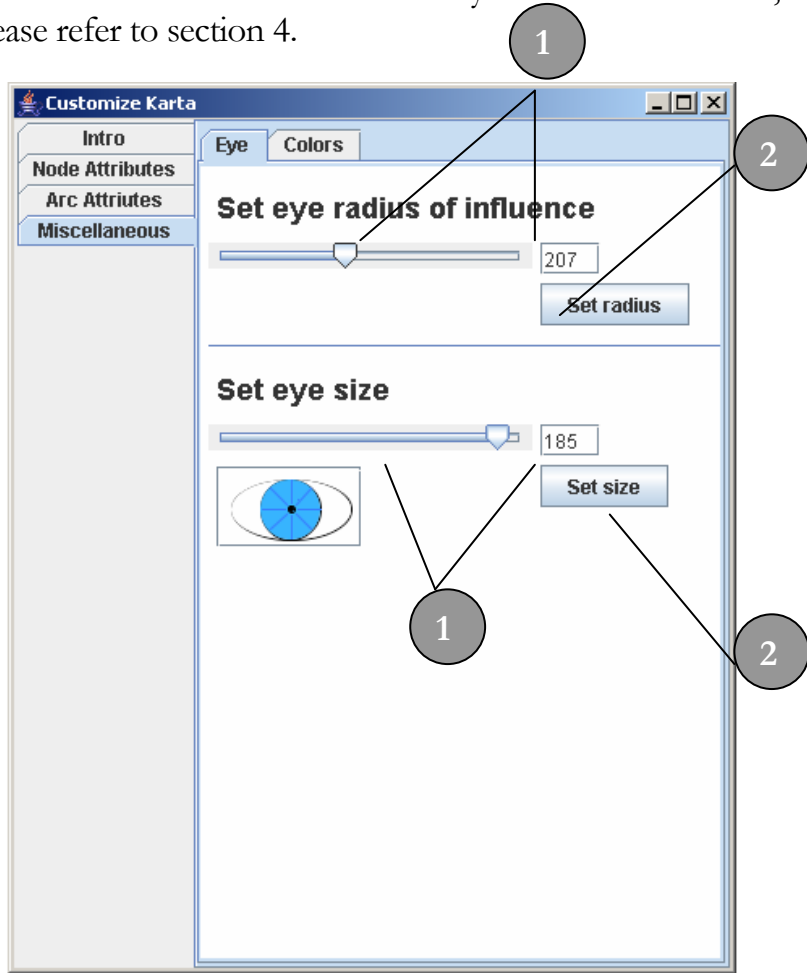 ease refer to section 4.
1
Customize Karta
Intro
Node Attributes
Arc Attriutes
Miscellaneous
Eye Colors
2
Set eye radius of influence
207
Set radius
Set eye size
185
Set size
1
2